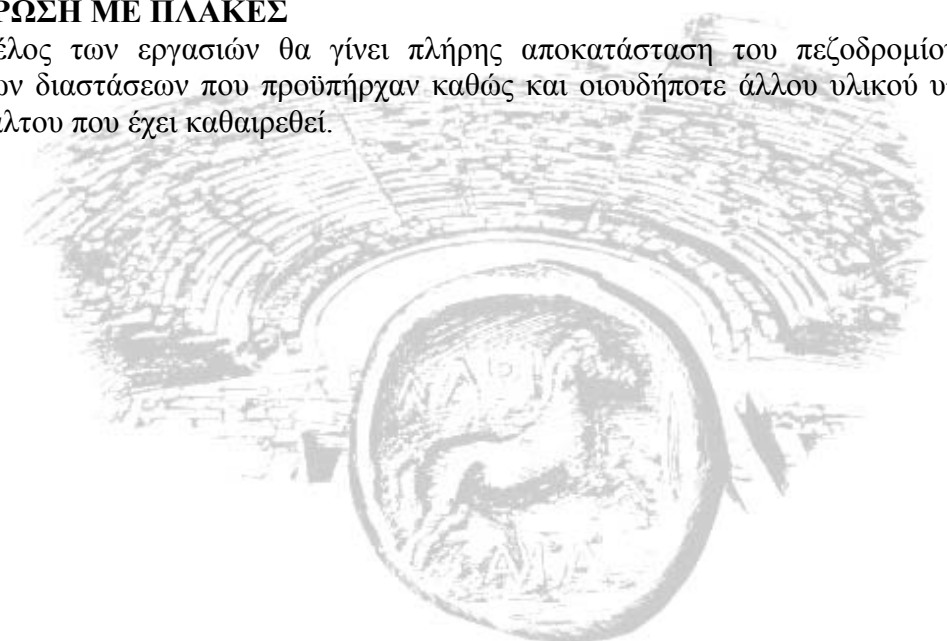 ΡΩΣΗ ΜΕ ΠΛΑΚΕΣ
έλος των εργασιών θα γίνει πλήρης αποκατάσταση του πεζοδρομίο
ων διαστάσεων που προϋπήρχαν καθώς και οιουδήποτε άλλου υλικού υ
άλτου που έχει καθαιρεθεί.